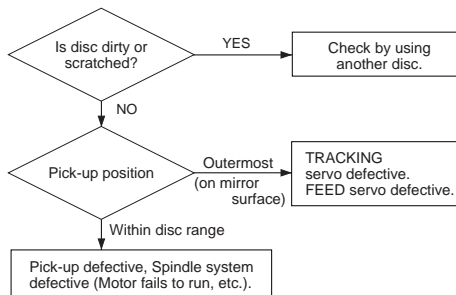 Is disc dirty or
scratched?
YES
Check by using
another disc.
NO
Pick-up position
Outermost
(on mirror
surface)
TRACKING
servo defective.
FEED servo defective.
Within disc range
Pick-up defective, Spindle system
defective (Motor fails to run, etc.).